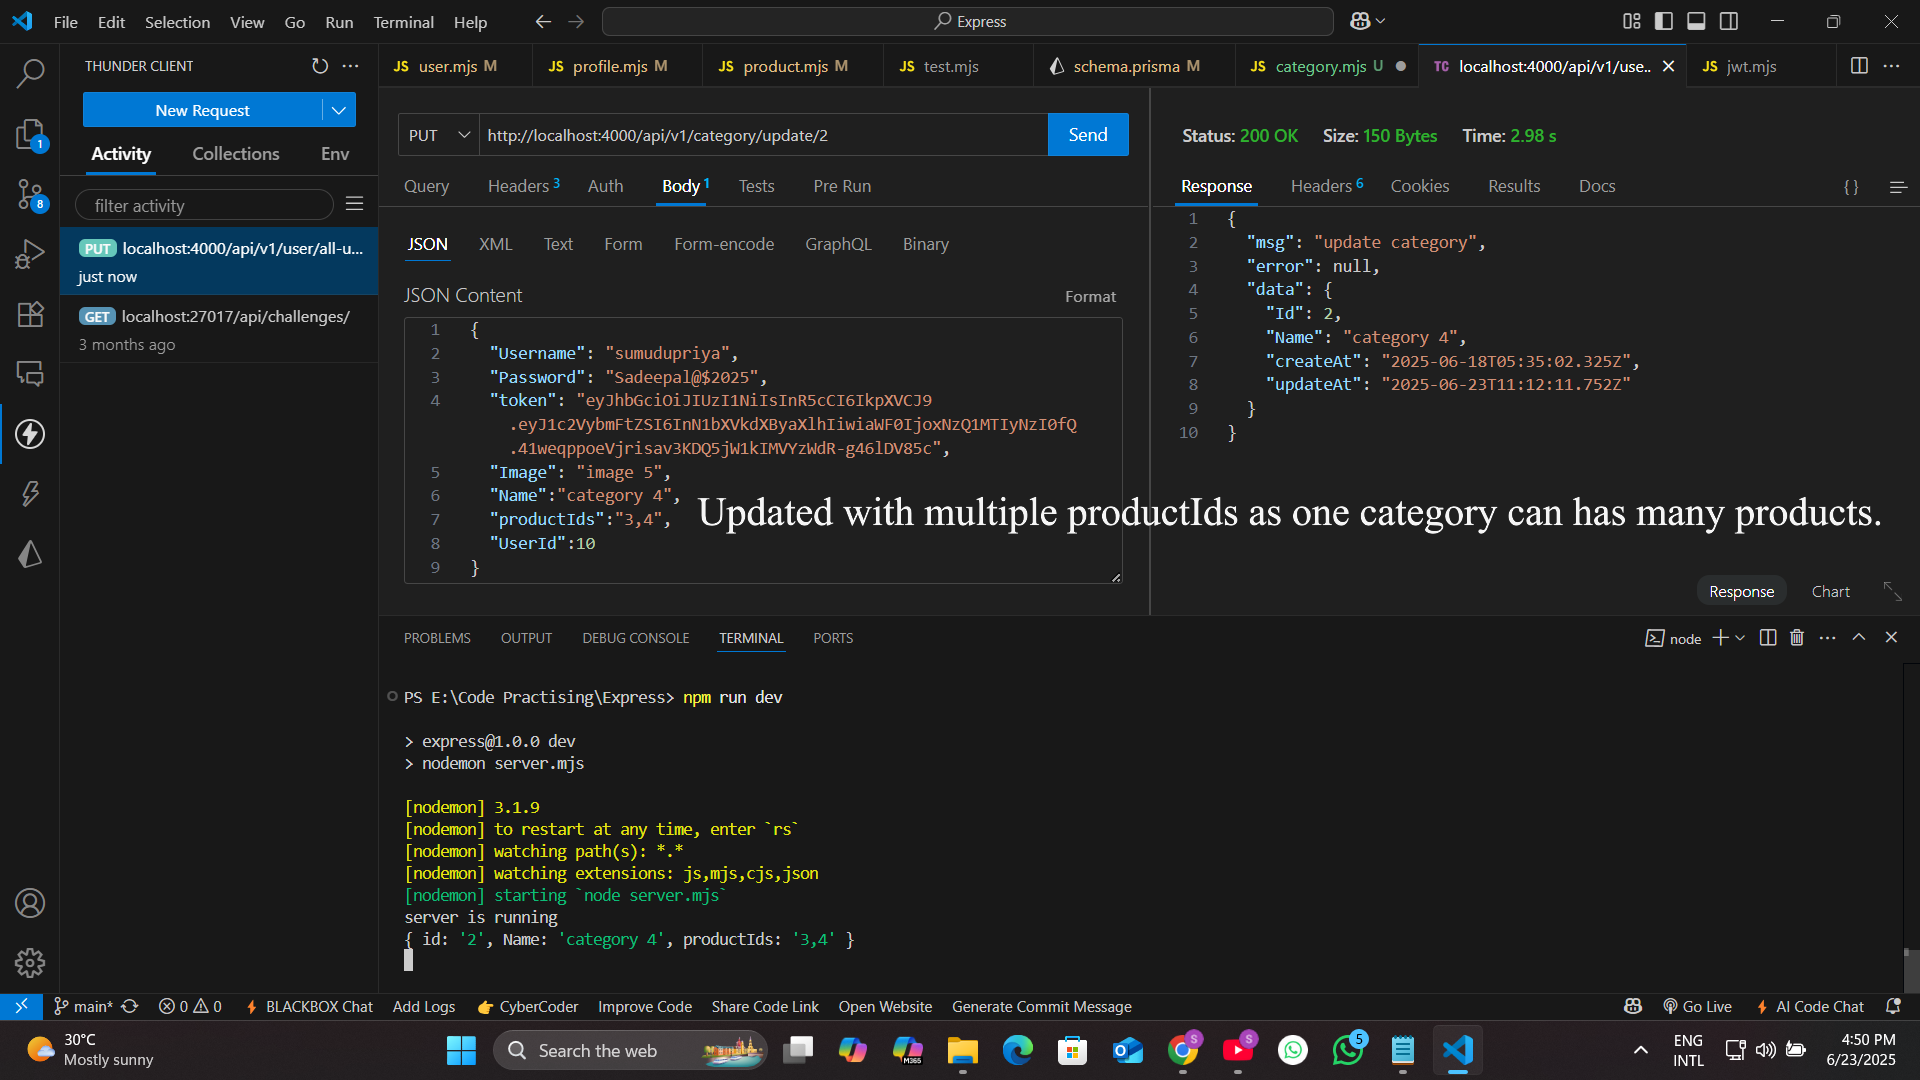 File Edit Selection View Go Run Terminal Help
Express
THUNDER CLIENT
New Request
Activity Collections Env
filter activity
PUT localhost:4000/api/v1/user/all-u...
just now
GET localhost:27017/api/challenges/
3 months ago
1
8
JS user.mjs M
JS profile.mjs M
JS product.mjs M
JS test.mjs
schema.prisma M
JS category.mjs U
TC localhost:4000/api/v1/use..
JS jwt.mjs
PUT http://localhost:4000/api/v1/category/update/2 Send
Query Headers 3 Auth Body 1 Tests Pre Run
JSON XML Text Form Form-encode GraphQL Binary
JSON Content Format
1 {
2 "Username": "sumudupriya",
3 "Password": "Sadeepal@$2025",
4 "token": "eyJhbGciOiJIUzI1NiIsInR5cCI6IkpXVCJ9
.eyJ1c2VybmFtZSI6InN1bXVkdXByaXlhIiwiaWF0IjoxNzQ1MTIyNzI0fQ
.41weqppoeVjrisav3KDQ5jW1kIMVYzWdR-g46lDV85c",
5 "Image": "image 5",
6 "Name":"category 4",
7 "productIds":"3,4",
8 "UserId":10
9 }
Updated with multiple productIds as one category can has many products.
Status: 200 OK Size: 150 Bytes Time: 2.98 s
Response Headers 6 Cookies Results Docs { }
1 {
2 "msg": "update category",
3 "error": null,
4 "data": {
5 "Id": 2,
6 "Name": "category 4",
7 "createAt": "2025-06-18T05:35:02.325Z",
8 "updateAt": "2025-06-23T11:12:11.752Z"
9 }
10 }
Response Chart
PROBLEMS OUTPUT DEBUG CONSOLE TERMINAL PORTS
node
PS E:\Code Practising\Express> npm run dev
> express@1.0.0 dev
> nodemon server.mjs
[nodemon] 3.1.9
[nodemon] to restart at any time, enter `rs`
[nodemon] watching path(s): *.*
[nodemon] watching extensions: js,mjs,cjs,json
[nodemon] starting `node server.mjs`
server is running
{ id: '2', Name: 'category 4', productIds: '3,4' }
main* 0 0 BLACKBOX Chat Add Logs CyberCoder Improve Code Share Code Link Open Website Generate Commit Message Go Live AI Code Chat
30°C
Mostly sunny
Search the web
M365
S
S
5
ENG
INTL
4:50 PM
6/23/2025